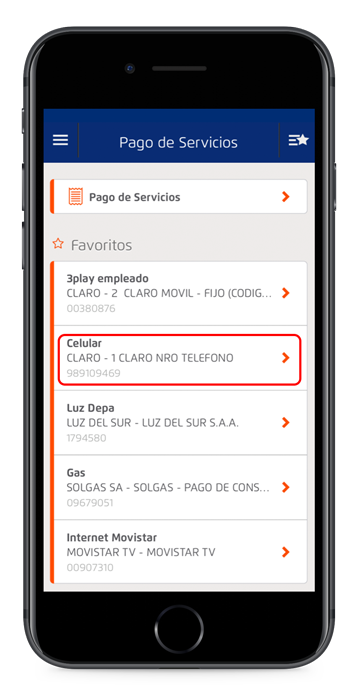 Pago de Servicios
Pago de Servicios
Favoritos
3play empleado
CLARO - 2 CLARO MOVIL - FIJO (CODIG...
00380876
Celular
CLARO - 1 CLARO NRO TELEFONO
989109469
Luz Depa
LUZ DEL SUR - LUZ DEL SUR S.A.A.
1794580
Gas
SOLGAS SA - SOLGAS - PAGO DE CONS...
09679051
Internet Movistar
MOVISTAR TV - MOVISTAR TV
00907310